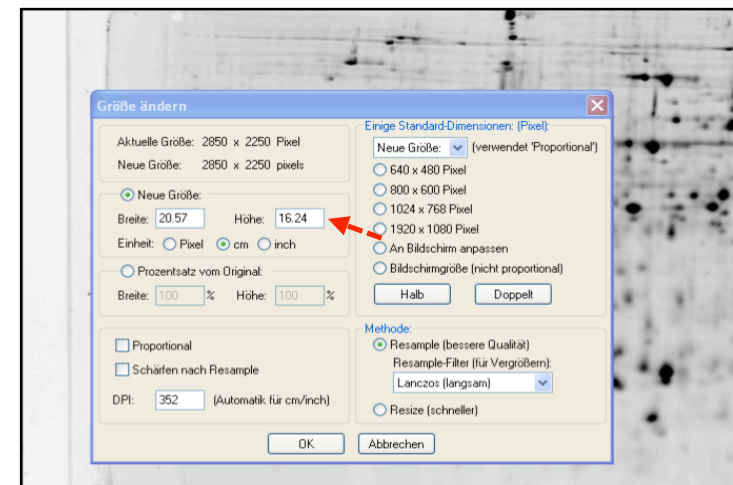 Größe ändern
Aktuelle Größe: 2850 x 2250 Pixel
Neue Größe: 2850 x 2250 pixels
Neue Größe:
Breite: 20.57 Höhe: 16.24
Einheit: Pixel cm inch
Prozentsatz vom Original:
Breite: 100 % Höhe: 100 %
Proportional
Schärfen nach Resample
DPI: 352 (Automatik für cm/inch)
Einige Standard-Dimensionen: (Pixel):
Neue Größe: (verwendet 'Proportional')
640 x 480 Pixel
800 x 600 Pixel
1024 x 768 Pixel
1920 x 1080 Pixel
An Bildschirm anpassen
Bildschirmgröße (nicht proportional)
Halb Doppelt
Methode:
Resample (bessere Qualität)
Resample-Filter (für Vergrößern):
Lanczos (langsam)
Resize (schneller)
OK Abbrechen